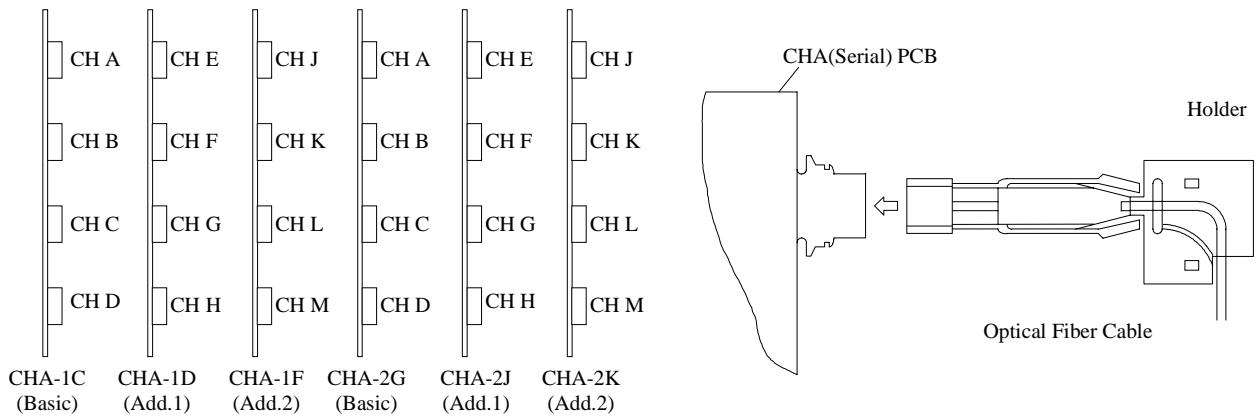 CH A CH E CH J CH A CH E CH J
CH B CH F CH K CH B CH F CH K
CH C CH G CH L CH C CH G CH L
CH D CH H CH M CH D CH H CH M
CHA-1C CHA-1D CHA-1F CHA-2G CHA-2J CHA-2K
(Basic) (Add.1) (Add.2) (Basic) (Add.1) (Add.2)
CHA(Serial) PCB
Holder
Optical Fiber Cable